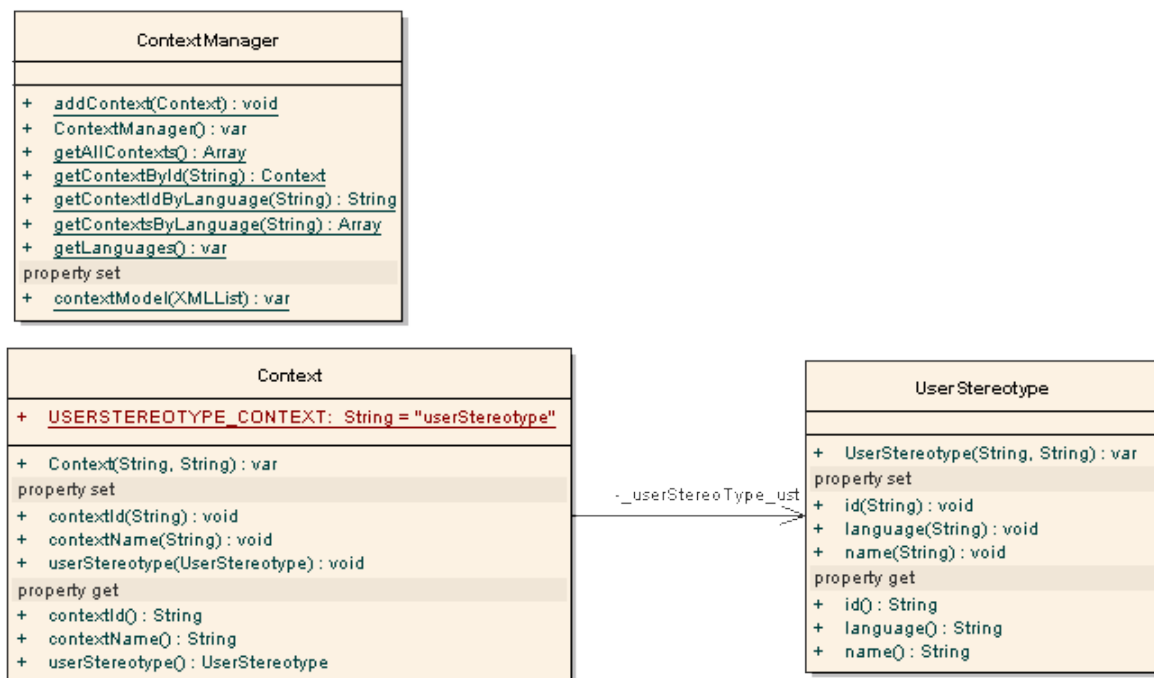 ContextManager
+ addContext(Context) : void
+ ContextManager() : var
+ getAllContexts() : Array
+ getContextById(String) : Context
+ getContextIdByLanguage(String) : String
+ getContextsByLanguage(String) : Array
+ getLanguages() : var
property set
+ contextModel(XMLList) : var
Context
+ USERSTEREOTYPE_CONTEXT: String = "userStereotype"
+ Context(String, String) : var
property set
+ contextId(String) : void
+ contextName(String) : void
+ userStereotype(UserStereotype) : void
property get
+ contextId() : String
+ contextName() : String
+ userStereotype() : UserStereotype
-_userStereoType_ust
UserStereotype
+ UserStereotype(String, String) : var
property set
+ id(String) : void
+ language(String) : void
+ name(String) : void
property get
+ id() : String
+ language() : String
+ name() : String